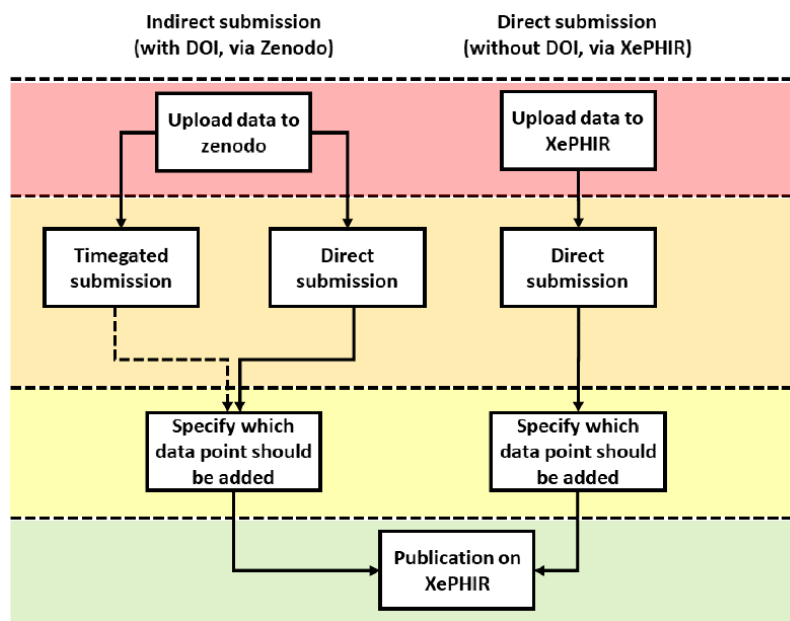 Indirect submission
(with DOI, via Zenodo)
Direct submission
(without DOI, via XePHIR)
Upload data to
zenodo
Upload data to
XePHIR
Timegated
submission
Direct
submission
Direct
submission
Specify which
data point should
be added
Specify which
data point should
be added
Publication on
XePHIR